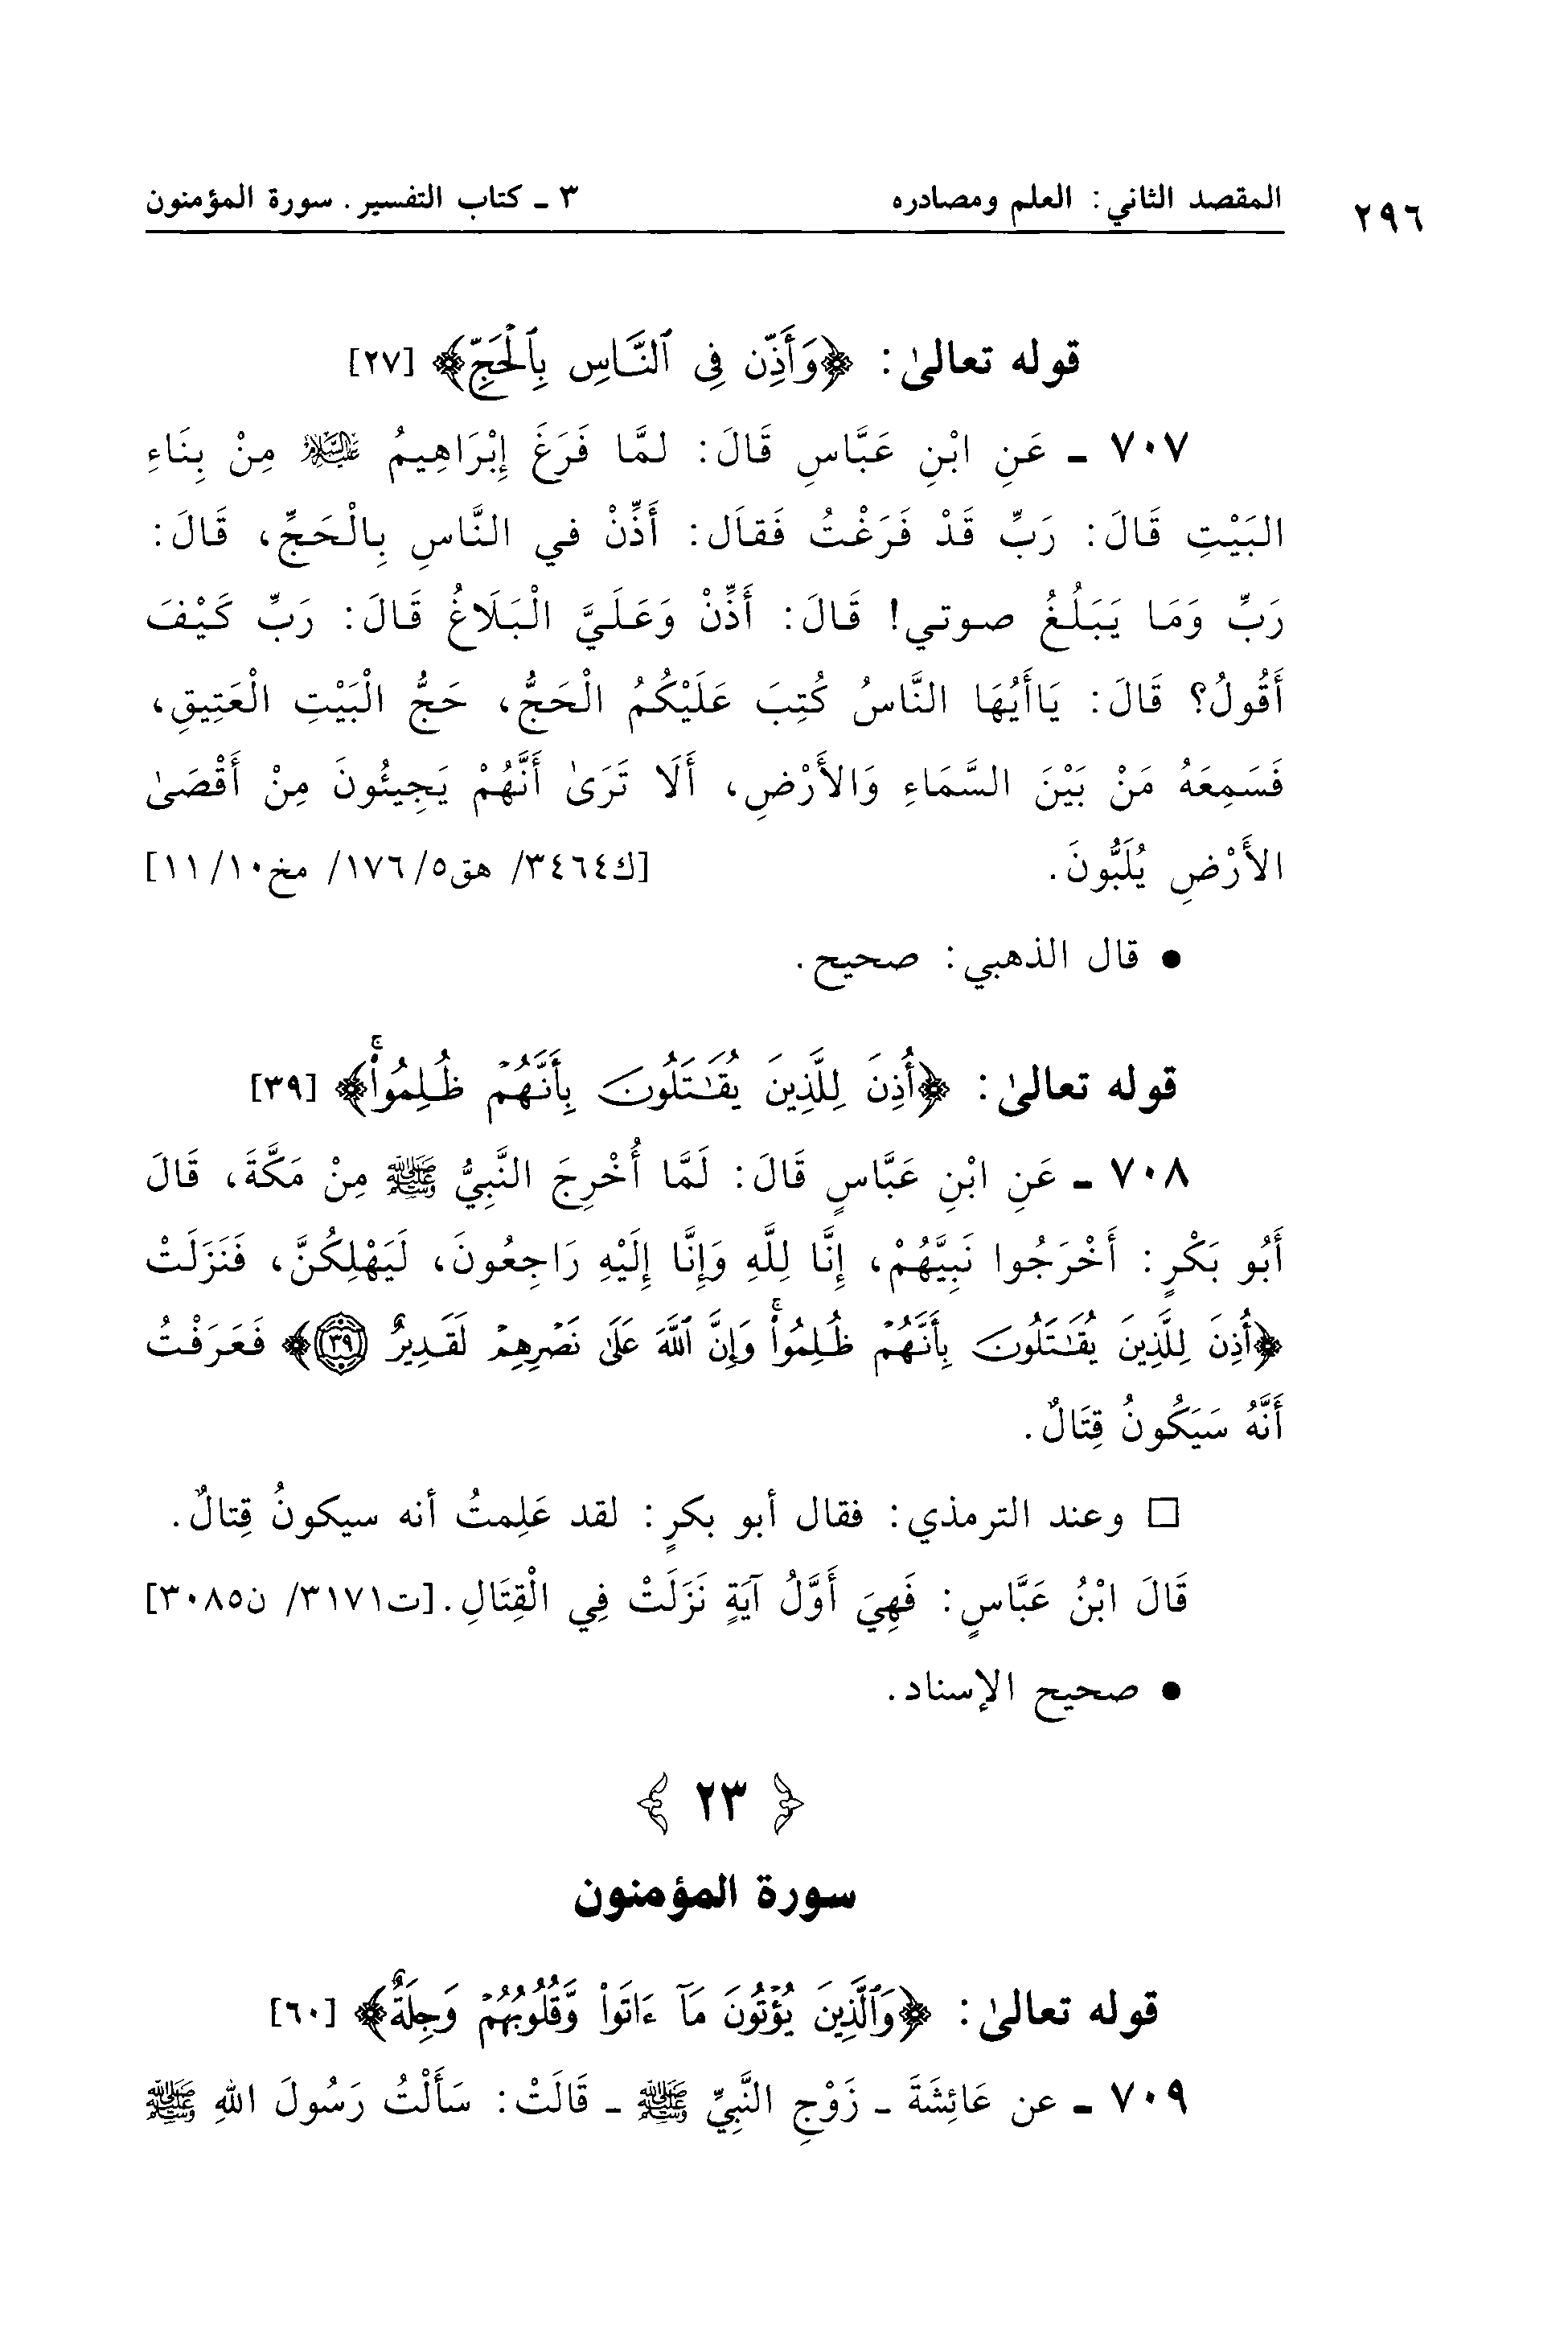 ٢٩٦ المقصد الثاني: العلم ومصادره ٣ ـ كتاب التفسير. سورة المؤمنون
قوله تعالىٰ: ﴿وَأَذِّن فِى ٱلنَّاسِ بِٱلْحَجِّ﴾ [٢٧]
٧٠٧ ـ عَنِ ابْنِ عَبَّاسِ قَالَ: لمَّا فَرَغَ إِبْرَاهِيمُ عَلَيْهِ السَّلَام مِنْ بِنَاءِ
البَيْتِ قَالَ: رَبِّ قَدْ فَرَغْتُ فَقاَل: أَذِّنْ في النَّاسِ بِالْحَجِّ، قَالَ:
رَبِّ وَمَا يَبَلُغُ صوتي! قَالَ: أَذِّنْ وَعَلَيَّ الْبَلَاغُ قَالَ: رَبِّ كَيْفَ
أَقُولُ؟ قَالَ: يَاأَيُهَا النَّاسُ كُتِبَ عَلَيْكُمُ الْحَجُّ، حَجُّ الْبَيْتِ الْعَتِيقِ،
فَسَمِعَهُ مَنْ بَيْنَ السَّمَاءِ وَالأَرْضِ، أَلَا تَرَىٰ أَنَّهُمْ يَجِيئُونَ مِنْ أَقْصَىٰ
الأَرْضِ يُلَبُّونَ. [ك٣٤٦٤/ هق٥/ ١٧٦/ مخ١٠/ ١١]
● قال الذهبي: صحيح.
قوله تعالىٰ: ﴿أُذِنَ لِلَّذِينَ يُقَٰتَلُونَ بِأَنَّهُمْ ظُلِمُوا۟ۚ﴾ [٣٩]
٧٠٨ ـ عَنِ ابْنِ عَبَّاسٍ قَالَ: لَمَّا أُخْرِجَ النَّبِيُّ ﷺ مِنْ مَكَّةَ، قَالَ
أَبُو بَكْرٍ: أَخْرَجُوا نَبِيَّهُمْ، إِنَّا لِلَّهِ وَإِنَّا إِلَيْهِ رَاجِعُونَ، لَيَهْلِكُنَّ، فَنَزَلَتْ
﴿أُذِنَ لِلَّذِينَ يُقَٰتَلُونَ بِأَنَّهُمْ ظُلِمُوا۟ۚ وَإِنَّ ٱللَّهَ عَلَىٰ نَصْرِهِمْ لَقَدِيرٌ ٣٩﴾ فَعَرَفْتُ
أَنَّهُ سَيَكُونُ قِتَالٌ.
□ وعند الترمذي: فقال أبو بكرٍ: لقد عَلِمتُ أنه سيكونُ قِتالٌ.
قَالَ ابْنُ عَبَّاسٍ: فَهِيَ أَوَّلُ آيَةٍ نَزَلَتْ فِي الْقِتَالِ. [ت٣١٧١/ ن٣٠٨٥]
● صحيح الإسناد.
﴿ ٢٣ ﴾
سورة المؤمنون
قوله تعالىٰ: ﴿وَٱلَّذِينَ يُؤْتُونَ مَآ ءَاتَوا۟ وَّقُلُوبُهُمْ وَجِلَةٌ﴾ [٦٠]
٧٠٩ ـ عن عَائِشَةَ ـ زَوْجِ النَّبِيِّ ﷺ ـ قَالَتْ: سَأَلْتُ رَسُولَ اللهِ ﷺ